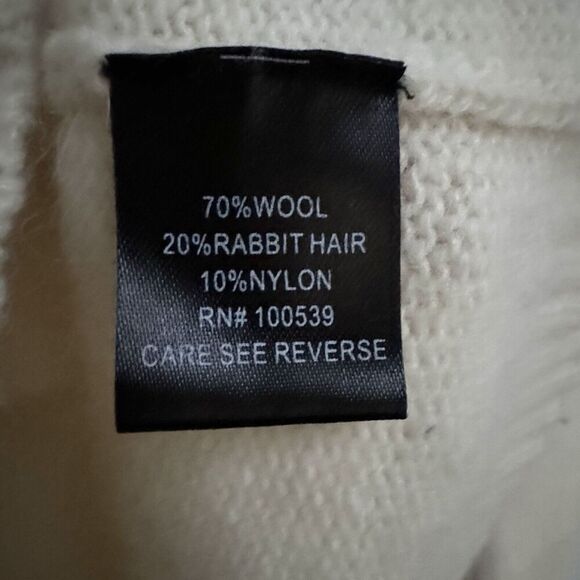 70%WOOL
20%RABBIT HAIR
10%NYLON
RN# 100539
CARE SEE REVERSE